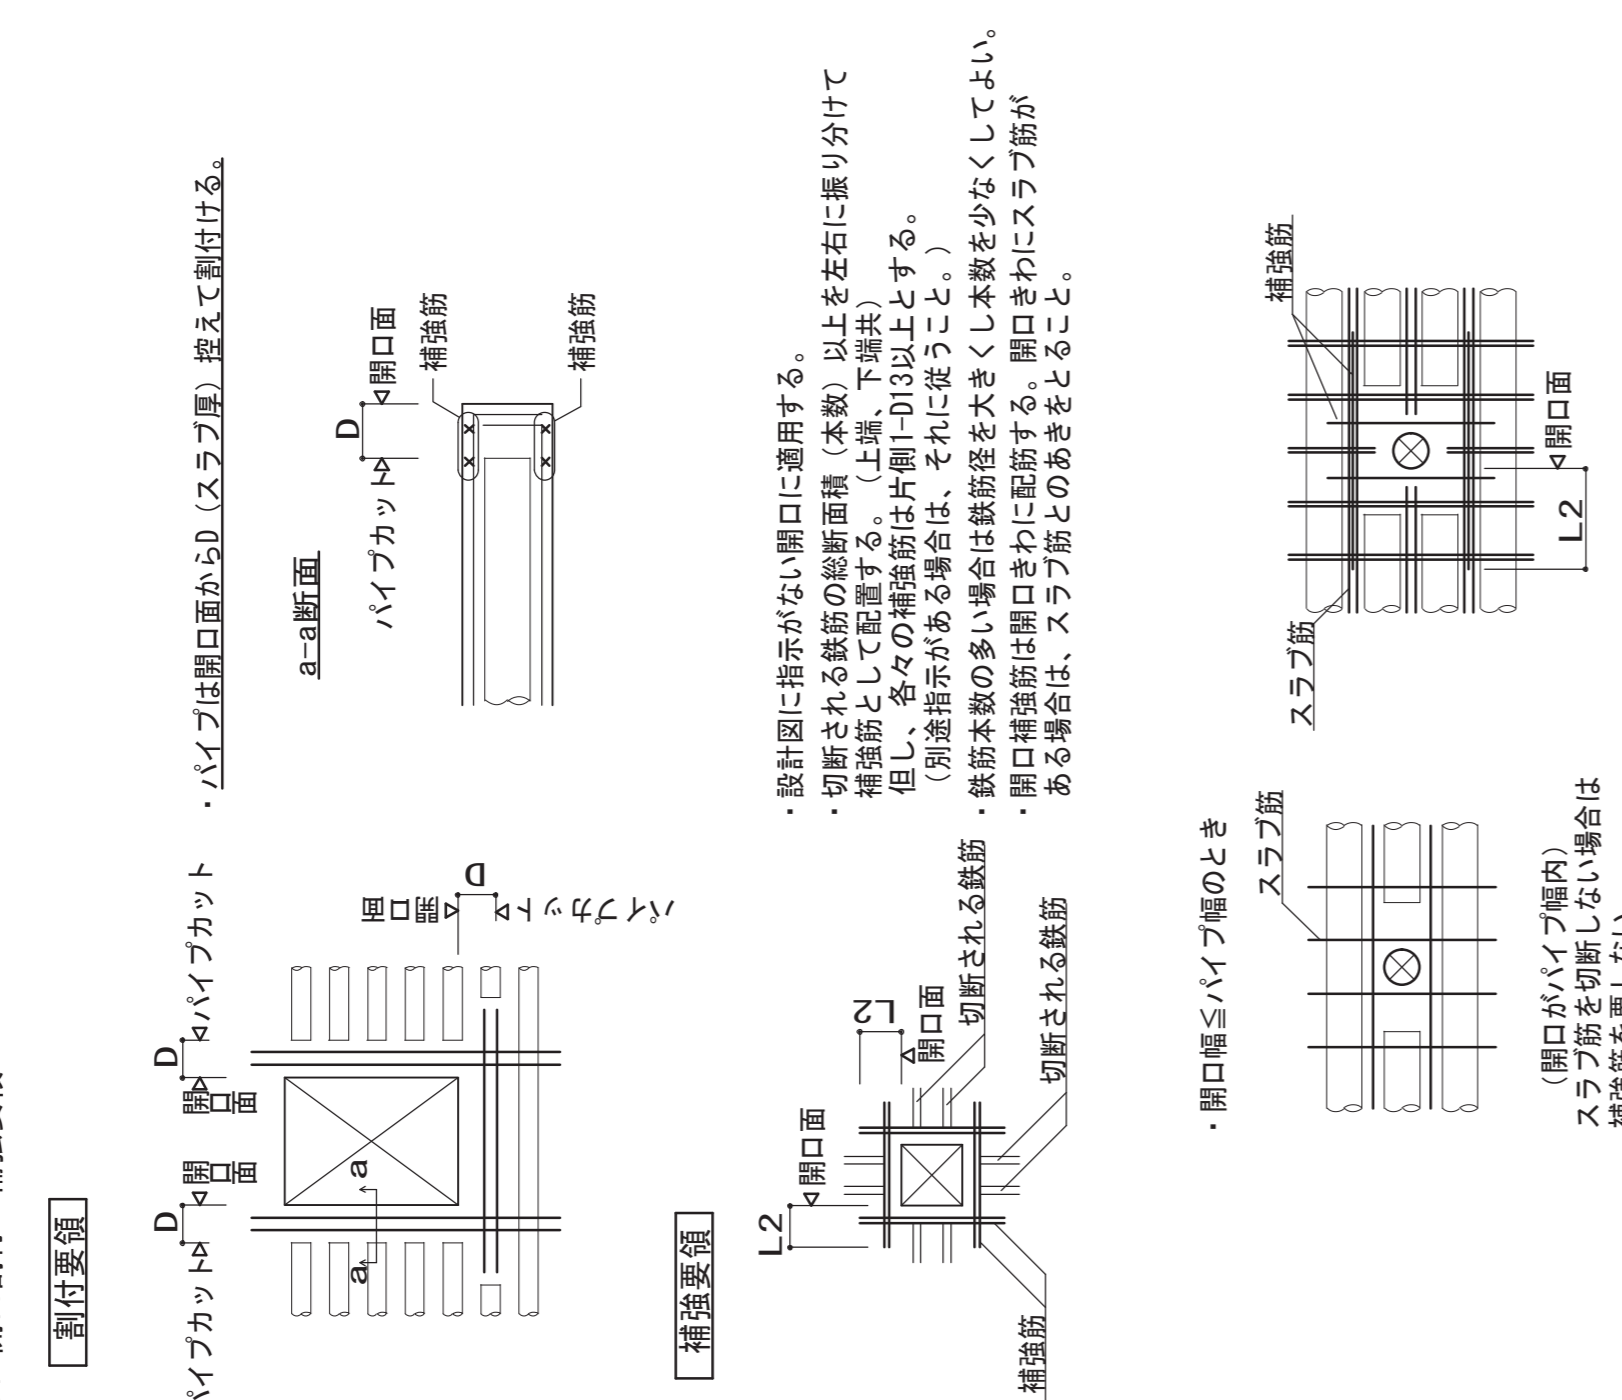 割付要領
パイプカット
D
開口面
開口面
D
パイプカット
開口面
D
パイプカット
a
a
・パイプは開口面からD（スラブ厚）控えて割付ける。
a-a断面
パイプカット
D
開口面
補強筋
補強筋
補強要領
L2
開口面
L2
開口面
切断される鉄筋
切断される鉄筋
補強筋
・設計図に指示がない開口に適用する。
・切断される鉄筋の総断面積（本数）以上を左右に振り分けて
補強筋として配置する。（上端、下端共）
但し、各々の補強筋は片側1-D13以上とする。
（別途指示がある場合は、それに従うこと。）
・鉄筋本数の多い場合は鉄筋径を大きくし本数を少なくしてよい。
・開口補強筋は開口きわに配筋する。開口きわにスラブ筋が
ある場合は、スラブ筋とのあきをとること。
・開口幅≦パイプ幅のとき
スラブ筋
（開口がパイプ幅内）
スラブ筋を切断しない場合は
補強筋を要しない
スラブ筋
補強筋
開口面
L2